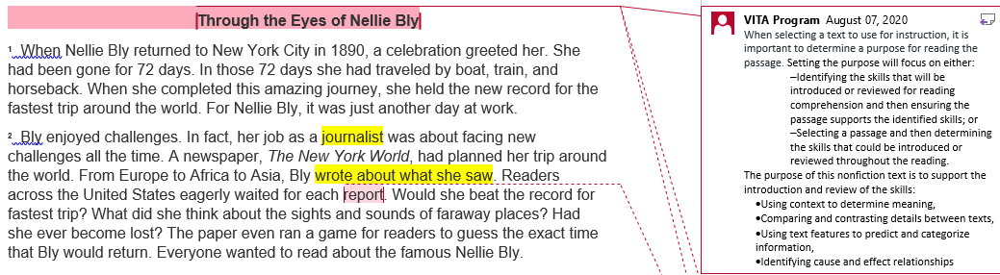 Through the Eyes of Nellie Bly
¹ When Nellie Bly returned to New York City in 1890, a celebration greeted her. She
had been gone for 72 days. In those 72 days she had traveled by boat, train, and
horseback. When she completed this amazing journey, she held the new record for the
fastest trip around the world. For Nellie Bly, it was just another day at work.
² Bly enjoyed challenges. In fact, her job as a journalist was about facing new
challenges all the time. A newspaper, The New York World, had planned her trip around
the world. From Europe to Africa to Asia, Bly wrote about what she saw. Readers
across the United States eagerly waited for each report. Would she beat the record for
fastest trip? What did she think about the sights and sounds of faraway places? Had
she ever become lost? The paper even ran a game for readers to guess the exact time
that Bly would return. Everyone wanted to read about the famous Nellie Bly.
VITA Program August 07, 2020
When selecting a text to use for instruction, it is
important to determine a purpose for reading the
passage. Setting the purpose will focus on either:
–Identifying the skills that will be
introduced or reviewed for reading
comprehension and then ensuring the
passage supports the identified skills; or
–Selecting a passage and then determining
the skills that could be introduced or
reviewed throughout the reading.
The purpose of this nonfiction text is to support the
introduction and review of the skills:
•Using context to determine meaning,
•Comparing and contrasting details between texts,
•Using text features to predict and categorize
information,
•Identifying cause and effect relationships